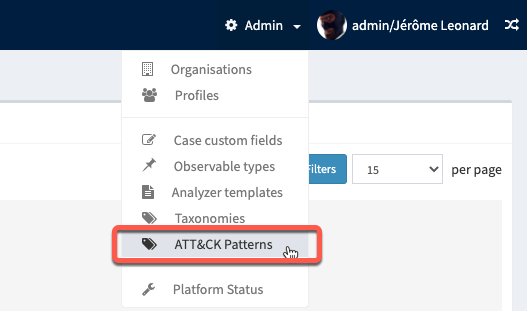 Admin admin/Jérôme Leonard
Organisations
Profiles
Case custom fields
Observable types
Filters 15 per page
Analyzer templates
Taxonomies
ATT&CK Patterns
Platform Status